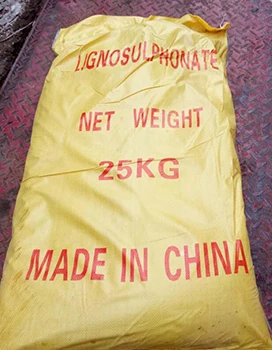 LIGNOSULPHONATE
NET WEIGHT
25KG
MADE IN CHINA